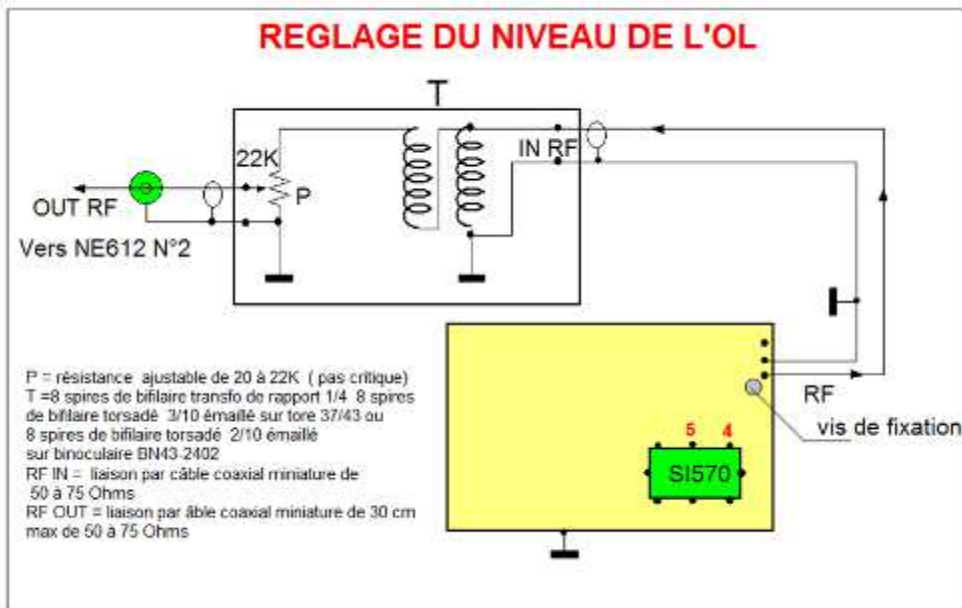 REGLAGE DU NIVEAU DE L'OL
T
22K
IN RF
P
OUT RF
Vers NE612 N°2
P = résistance ajustable de 20 à 22K ( pas critique)
T =8 spires de bifilaire transfo de rapport 1/4 8 spires
de bifilaire torsadé 3/10 émaillé sur tore 37/43 ou
8 spires de bifilaire torsadé 2/10 émaillé
sur binoculaire BN43-2402
RF IN = liaison par câble coaxial miniature de
50 à 75 Ohms
RF OUT = liaison par âble coaxial miniature de 30 cm
max de 50 à 75 Ohms
RF
vis de fixation
5 4
SI570